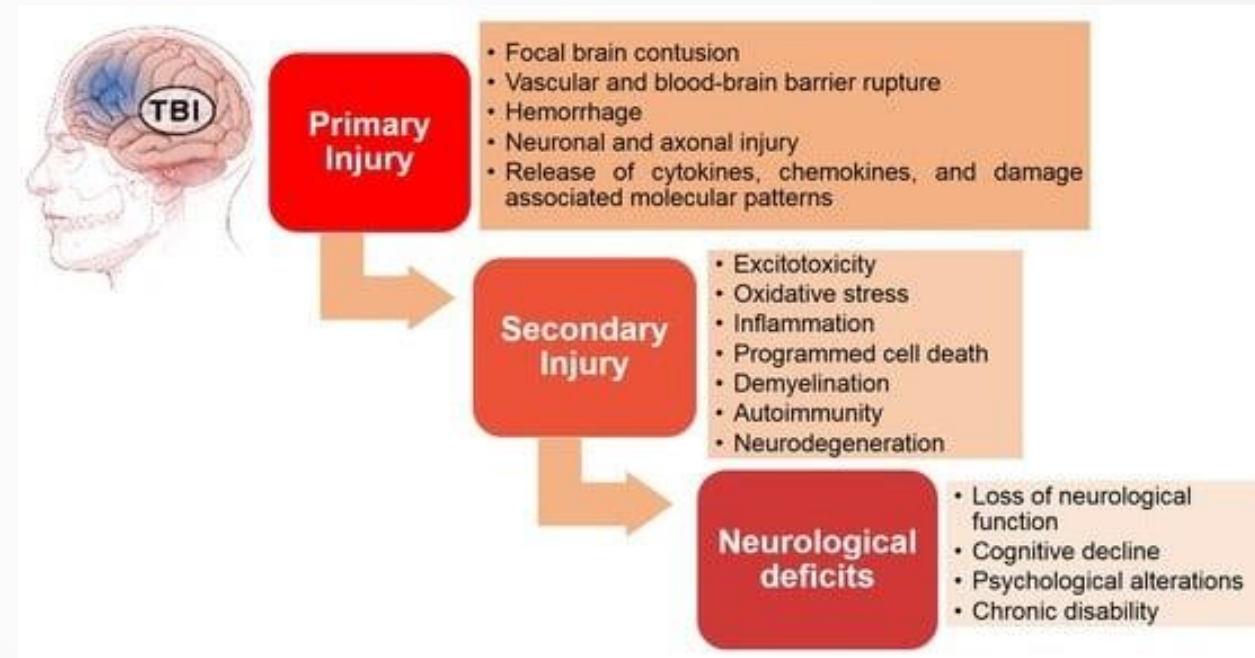 TBI
Primary
Injury
• Focal brain contusion
• Vascular and blood-brain barrier rupture
• Hemorrhage
• Neuronal and axonal injury
• Release of cytokines, chemokines, and damage
associated molecular patterns
Secondary
Injury
• Excitotoxicity
• Oxidative stress
• Inflammation
• Programmed cell death
• Demyelination
• Autoimmunity
• Neurodegeneration
Neurological
deficits
• Loss of neurological
function
• Cognitive decline
• Psychological alterations
• Chronic disability